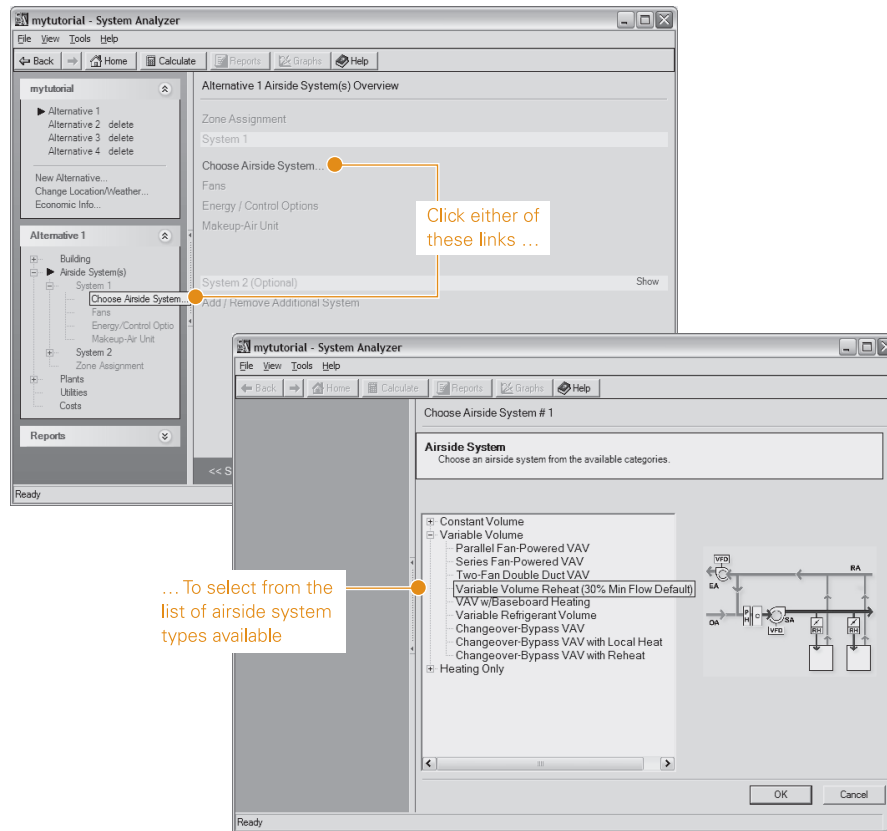 mytutorial - System Analyzer
File View Tools Help
Back Home Calculate Reports Graphs Help
mytutorial
Alternative 1
Alternative 2 delete
Alternative 3 delete
Alternative 4 delete
New Alternative...
Change Location/Weather...
Economic Info...
Alternative 1
Building
Airside System(s)
System 1
Choose Airside System...
Fans
Energy/Control Optio
Makeup-Air Unit
System 2
Zone Assignment
Plants
Utilities
Costs
Reports
Ready
Alternative 1 Airside System(s) Overview
Zone Assignment
System 1
Choose Airside System...
Fans
Energy / Control Options
Makeup-Air Unit
System 2 (Optional) Show
Add / Remove Additional System
<< S
Click either of
these links ...
mytutorial - System Analyzer
File View Tools Help
Back Home Calculate Reports Graphs Help
Choose Airside System # 1
Airside System
Choose an airside system from the available categories.
Constant Volume
Variable Volume
Parallel Fan-Powered VAV
Series Fan-Powered VAV
Two-Fan Double Duct VAV
Variable Volume Reheat (30% Min Flow Default)
VAV w/Baseboard Heating
Variable Refrigerant Volume
Changeover-Bypass VAV
Changeover-Bypass VAV with Local Heat
Changeover-Bypass VAV with Reheat
Heating Only
VFD
EA
RA
OA
PH
C
SA
VFD
RH
RH
... To select from the
list of airside system
types available
OK Cancel
Ready